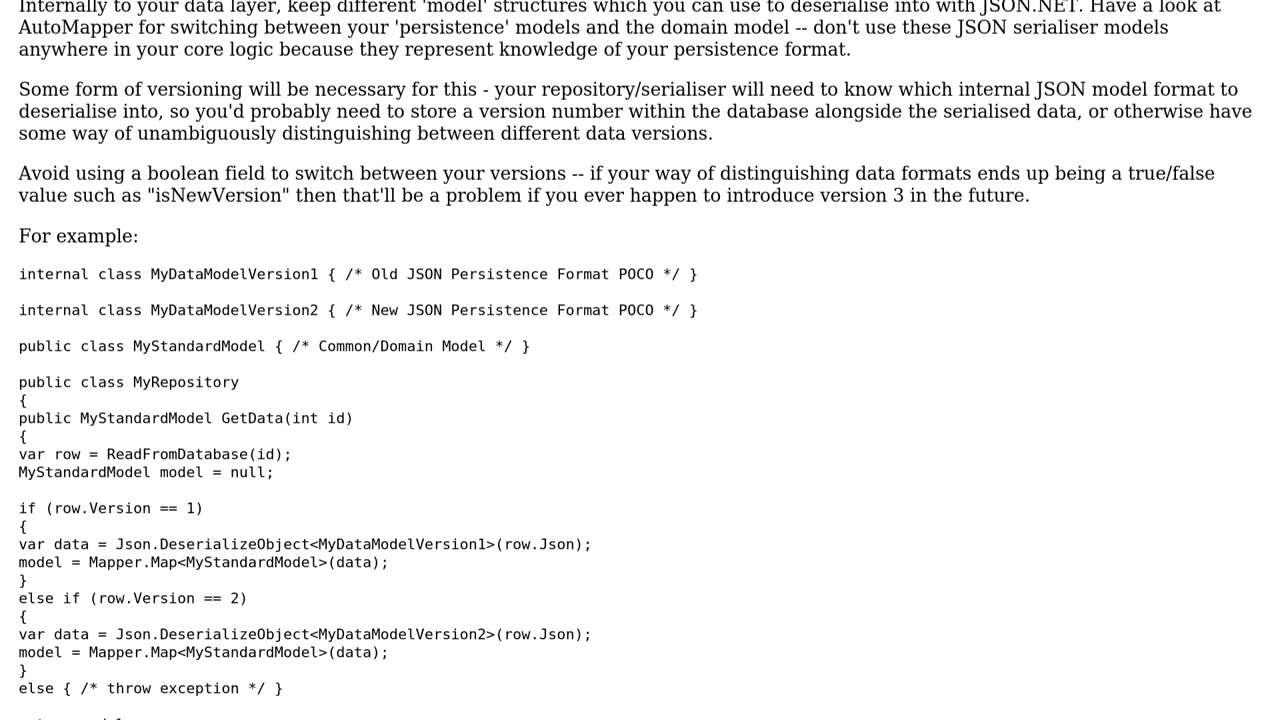 Internally to your data layer, keep different 'model' structures which you can use to deserialise into with JSON.NET. Have a look at
AutoMapper for switching between your 'persistence' models and the domain model -- don't use these JSON serialiser models
anywhere in your core logic because they represent knowledge of your persistence format.
Some form of versioning will be necessary for this - your repository/serialiser will need to know which internal JSON model format to
deserialise into, so you'd probably need to store a version number within the database alongside the serialised data, or otherwise have
some way of unambiguously distinguishing between different data versions.
Avoid using a boolean field to switch between your versions -- if your way of distinguishing data formats ends up being a true/false
value such as "isNewVersion" then that'll be a problem if you ever happen to introduce version 3 in the future.
For example:
internal class MyDataModelVersion1 { /* Old JSON Persistence Format POCO */ }
internal class MyDataModelVersion2 { /* New JSON Persistence Format POCO */ }
public class MyStandardModel { /* Common/Domain Model */ }
public class MyRepository
{
public MyStandardModel GetData(int id)
{
var row = ReadFromDatabase(id);
MyStandardModel model = null;
if (row.Version == 1)
{
var data = Json.DeserializeObject<MyDataModelVersion1>(row.Json);
model = Mapper.Map<MyStandardModel>(data);
}
else if (row.Version == 2)
{
var data = Json.DeserializeObject<MyDataModelVersion2>(row.Json);
model = Mapper.Map<MyStandardModel>(data);
}
else { /* throw exception */ }